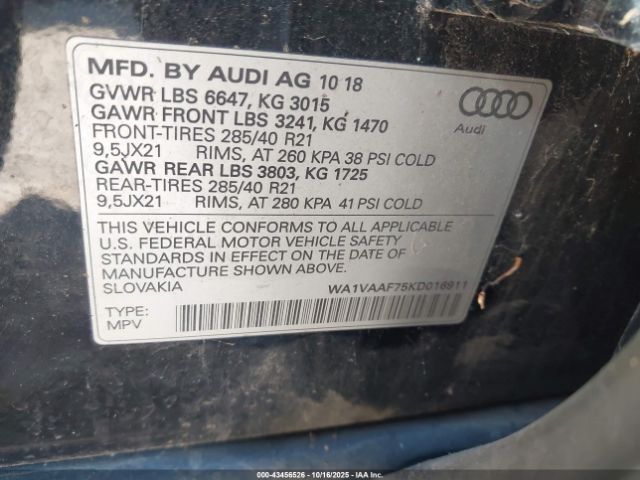 MFD. BY AUDI AG 10 18
GVWR LBS 6647, KG 3015
GAWR FRONT LBS 3241, KG 1470
FRONT-TIRES 285/40 R21
9,5JX21 RIMS, AT 260 KPA 38 PSI COLD
GAWR REAR LBS 3803, KG 1725
REAR-TIRES 285/40 R21
9,5JX21 RIMS, AT 280 KPA 41 PSI COLD
Audi
THIS VEHICLE CONFORMS TO ALL APPLICABLE
U.S. FEDERAL MOTOR VEHICLE SAFETY
STANDARDS IN EFFECT ON THE DATE OF
MANUFACTURE SHOWN ABOVE.
SLOVAKIA WA1VAAF75KD016911
TYPE:
MPV
000-43456526 - 10/16/2025 - IAA Inc.